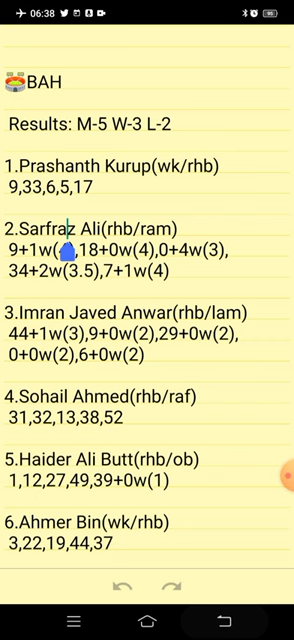 06:38
95
BAH
Results: M-5 W-3 L-2
1.Prashanth Kurup(wk/rhb)
9,33,6,5,17
2.Sarfraz Ali(rhb/ram)
9+1w(4),18+0w(4),0+4w(3),
34+2w(3.5),7+1w(4)
3.Imran Javed Anwar(rhb/lam)
44+1w(3),9+0w(2),29+0w(2),
0+0w(2),6+0w(2)
4.Sohail Ahmed(rhb/raf)
31,32,13,38,52
5.Haider Ali Butt(rhb/ob)
1,12,27,49,39+0w(1)
6.Ahmer Bin(wk/rhb)
3,22,19,44,37